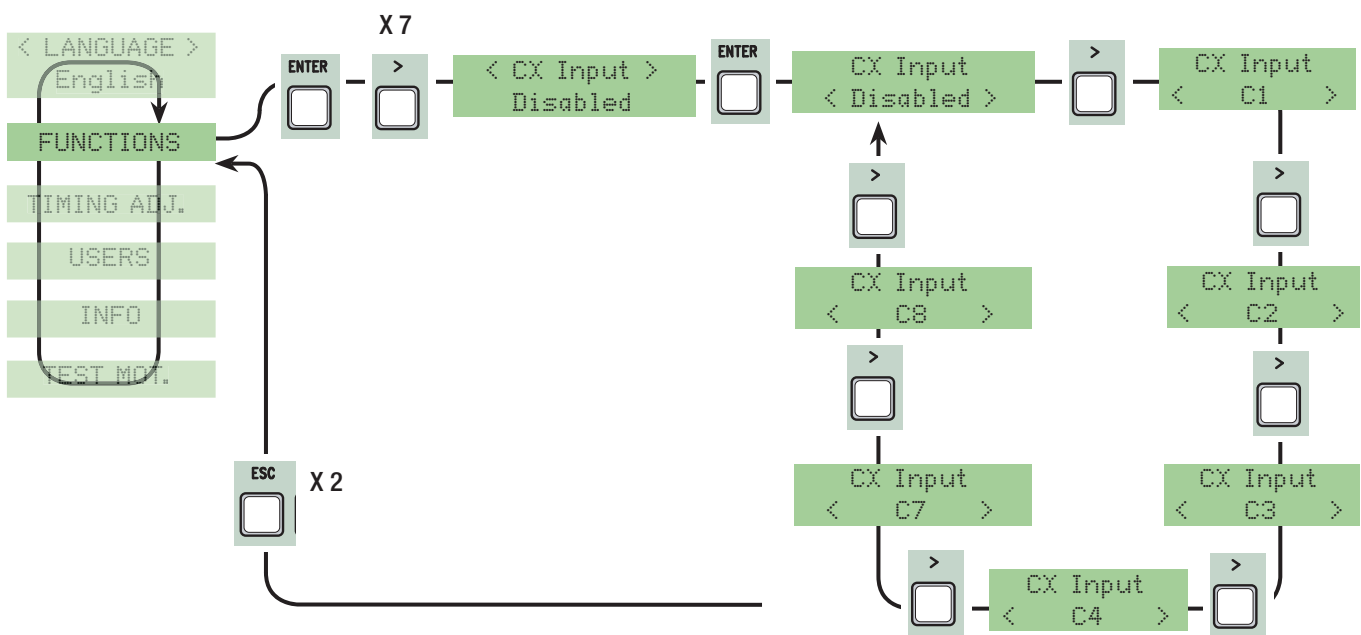 < LANGUAGE >
English
FUNCTIONS
TIMING ADJ.
USERS
INFO
TEST MOT.
ENTER
X 7
>
< CX Input >
Disabled
ENTER
CX Input
< Disabled >
>
CX Input
< C1 >
>
CX Input
< C2 >
>
CX Input
< C3 >
>
CX Input
< C4 >
>
CX Input
< C7 >
>
CX Input
< C8 >
>
ESC
X 2